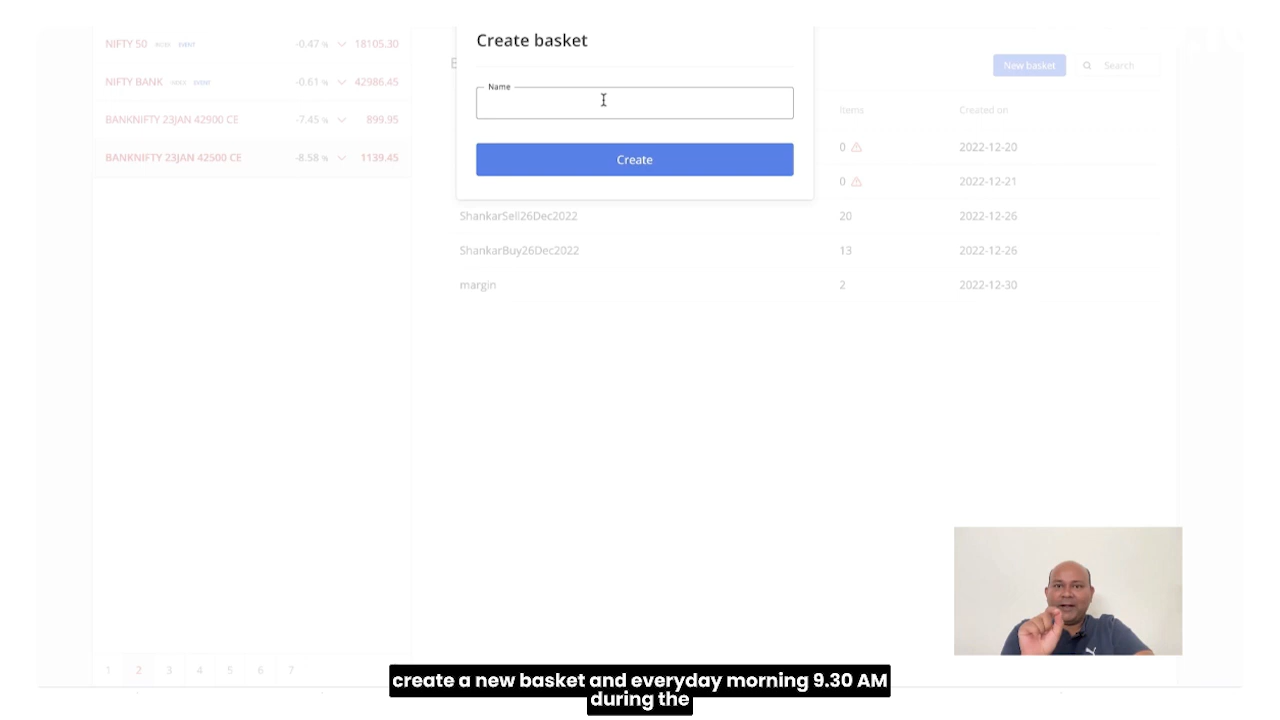 Create basket
NIFTY 50 INDEX EVENT -0.47 % 18105.30
Name
New basket Search
NIFTY BANK INDEX EVENT -0.61 % 42986.45
Items Created on
BANKNIFTY 23JAN 42900 CE -7.45 % 899.95
0 2022-12-20
BANKNIFTY 23JAN 42500 CE -8.58 % 1139.45
Create
0 2022-12-21
ShankarSell26Dec2022 20 2022-12-26
ShankarBuy26Dec2022 13 2022-12-26
margin 2 2022-12-30
1 2 3 4 5 6 7
create a new basket and everyday morning 9.30 AM
during the